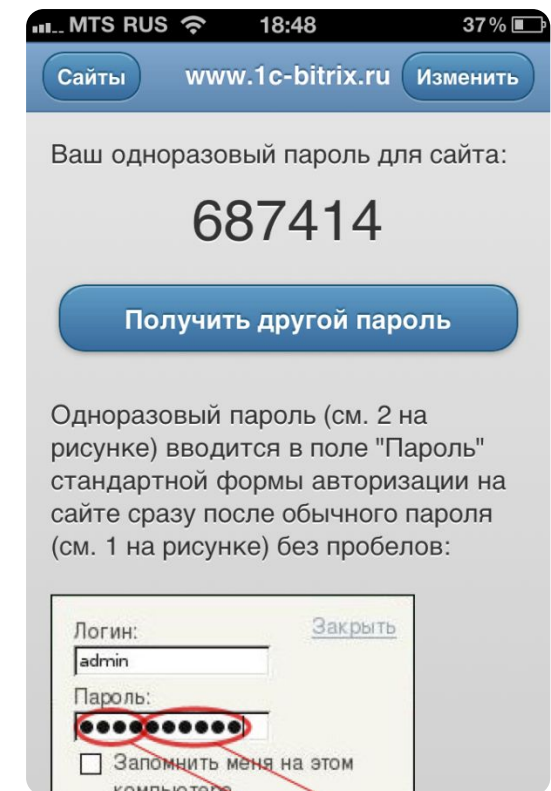 MTS RUS 18:48 37%
Сайты www.1c-bitrix.ru Изменить
Ваш одноразовый пароль для сайта:
687414
Получить другой пароль
Одноразовый пароль (см. 2 на
рисунке) вводится в поле "Пароль"
стандартной формы авторизации на
сайте сразу после обычного пароля
(см. 1 на рисунке) без пробелов:
Логин: Закрыть
admin
Пароль:
●●●●●●●●●●
Запомнить меня на этом
компьютере